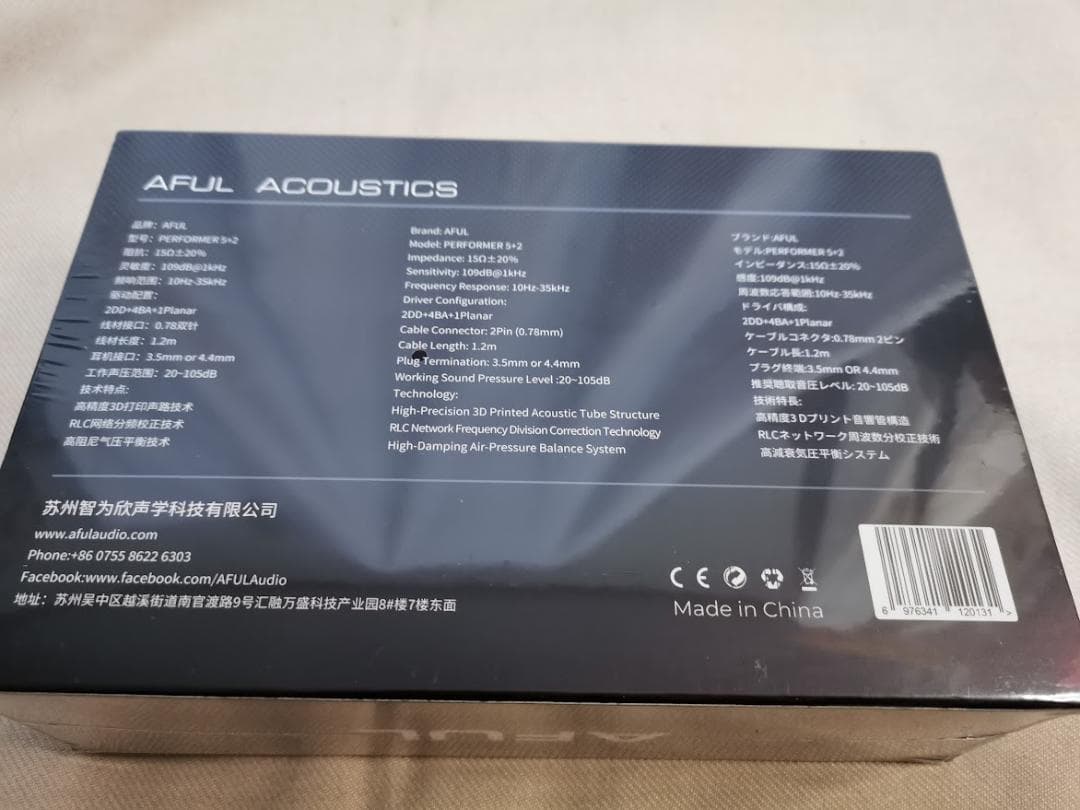 AFUL ACOUSTICS
品牌：AFUL
型号：PERFORMER 5+2
阻抗：15Ω±20%
灵敏度：109dB@1kHz
频响范围：10Hz-35kHz
驱动配置：
2DD+4BA+1Planar
线材接口：0.78双针
线材长度：1.2m
耳机接口：3.5mm or 4.4mm
工作声压范围：20~105dB
技术特点：
高精度3D打印声路技术
RLC网络分频校正技术
高阻尼气压平衡技术
Brand: AFUL
Model: PERFORMER 5+2
Impedance: 15Ω±20%
Sensitivity: 109dB@1kHz
Frequency Response: 10Hz-35kHz
Driver Configuration:
2DD+4BA+1Planar
Cable Connector: 2Pin (0.78mm)
Cable Length: 1.2m
Plug Termination: 3.5mm or 4.4mm
Working Sound Pressure Level :20~105dB
Technology:
High-Precision 3D Printed Acoustic Tube Structure
RLC Network Frequency Division Correction Technology
High-Damping Air-Pressure Balance System
ブランド:AFUL
モデル:PERFORMER 5+2
インピーダンス:15Ω±20%
感度:109dB@1kHz
周波数応答範囲:10Hz-35kHz
ドライバ構成:
2DD+4BA+1Planar
ケーブルコネクタ:0.78mm 2ピン
ケーブル長:1.2m
プラグ終端:3.5mm OR 4.4mm
推奨聴取音圧レベル: 20~105dB
技術特長:
高精度3 Dプリント音響管構造
RLCネットワーク周波数分校正技術
高減衰気圧平衡システム
苏州智为欣声学科技有限公司
www.afulaudio.com
Phone:+86 0755 8622 6303
Facebook:www.facebook.com/AFULAudio
地址：苏州吴中区越溪街道南官渡路9号汇融万盛科技产业园8#楼7楼东面
CE
Made in China
6 976341 120131 >
AFUL